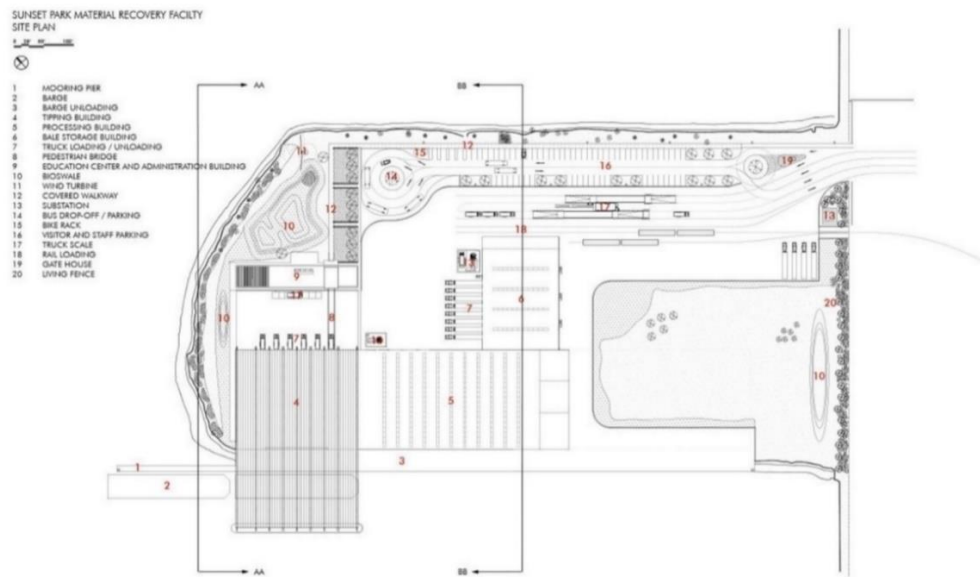 SUNSET PARK MATERIAL RECOVERY FACILTY
SITE PLAN
1 MOORING PIER
2 BARGE
3 BARGE UNLOADING
4 TIPPING BUILDING
5 PROCESSING BUILDING
6 BALE STORAGE BUILDING
7 TRUCK LOADING / UNLOADING
8 PEDESTRIAN BRIDGE
9 EDUCATION CENTER AND ADMINISTRATION BUILDING
10 BIOSWALE
11 WIND TURBINE
12 COVERED WALKWAY
13 SUBSTATION
14 BUS DROP-OFF / PARKING
15 BIKE RACK
16 VISITOR AND STAFF PARKING
17 TRUCK SCALE
18 RAIL LOADING
19 GATE HOUSE
20 LIVING FENCE
AA BB
11 15 12 16 19
14
12 17 13
10 18
9 13
7 6 20
10 8
7
10
4 5
3
1
2
AA BB